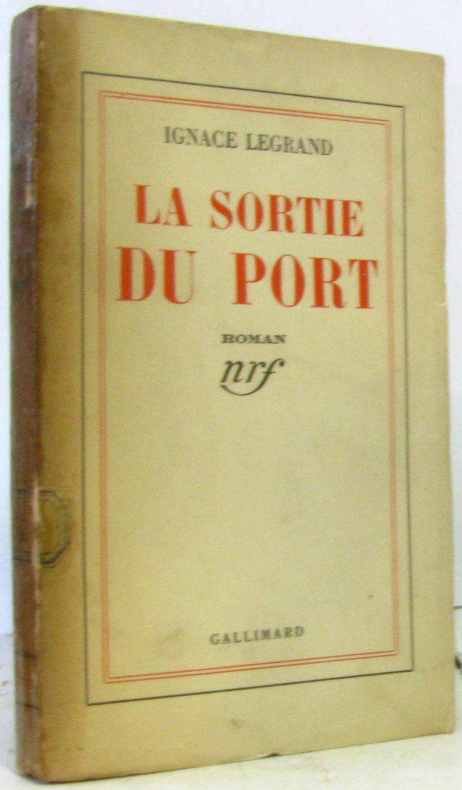 IGNACE LEGRAND
LA SORTIE
DU PORT
ROMAN
nrf
GALLIMARD